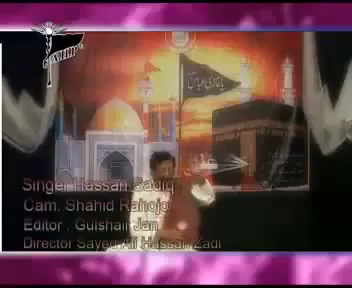 Singer Hassan Sadiq
Cam. Shahid Rahojo
Editor : Gulshair Jan
Director Sayed Ali Hassan Zadi